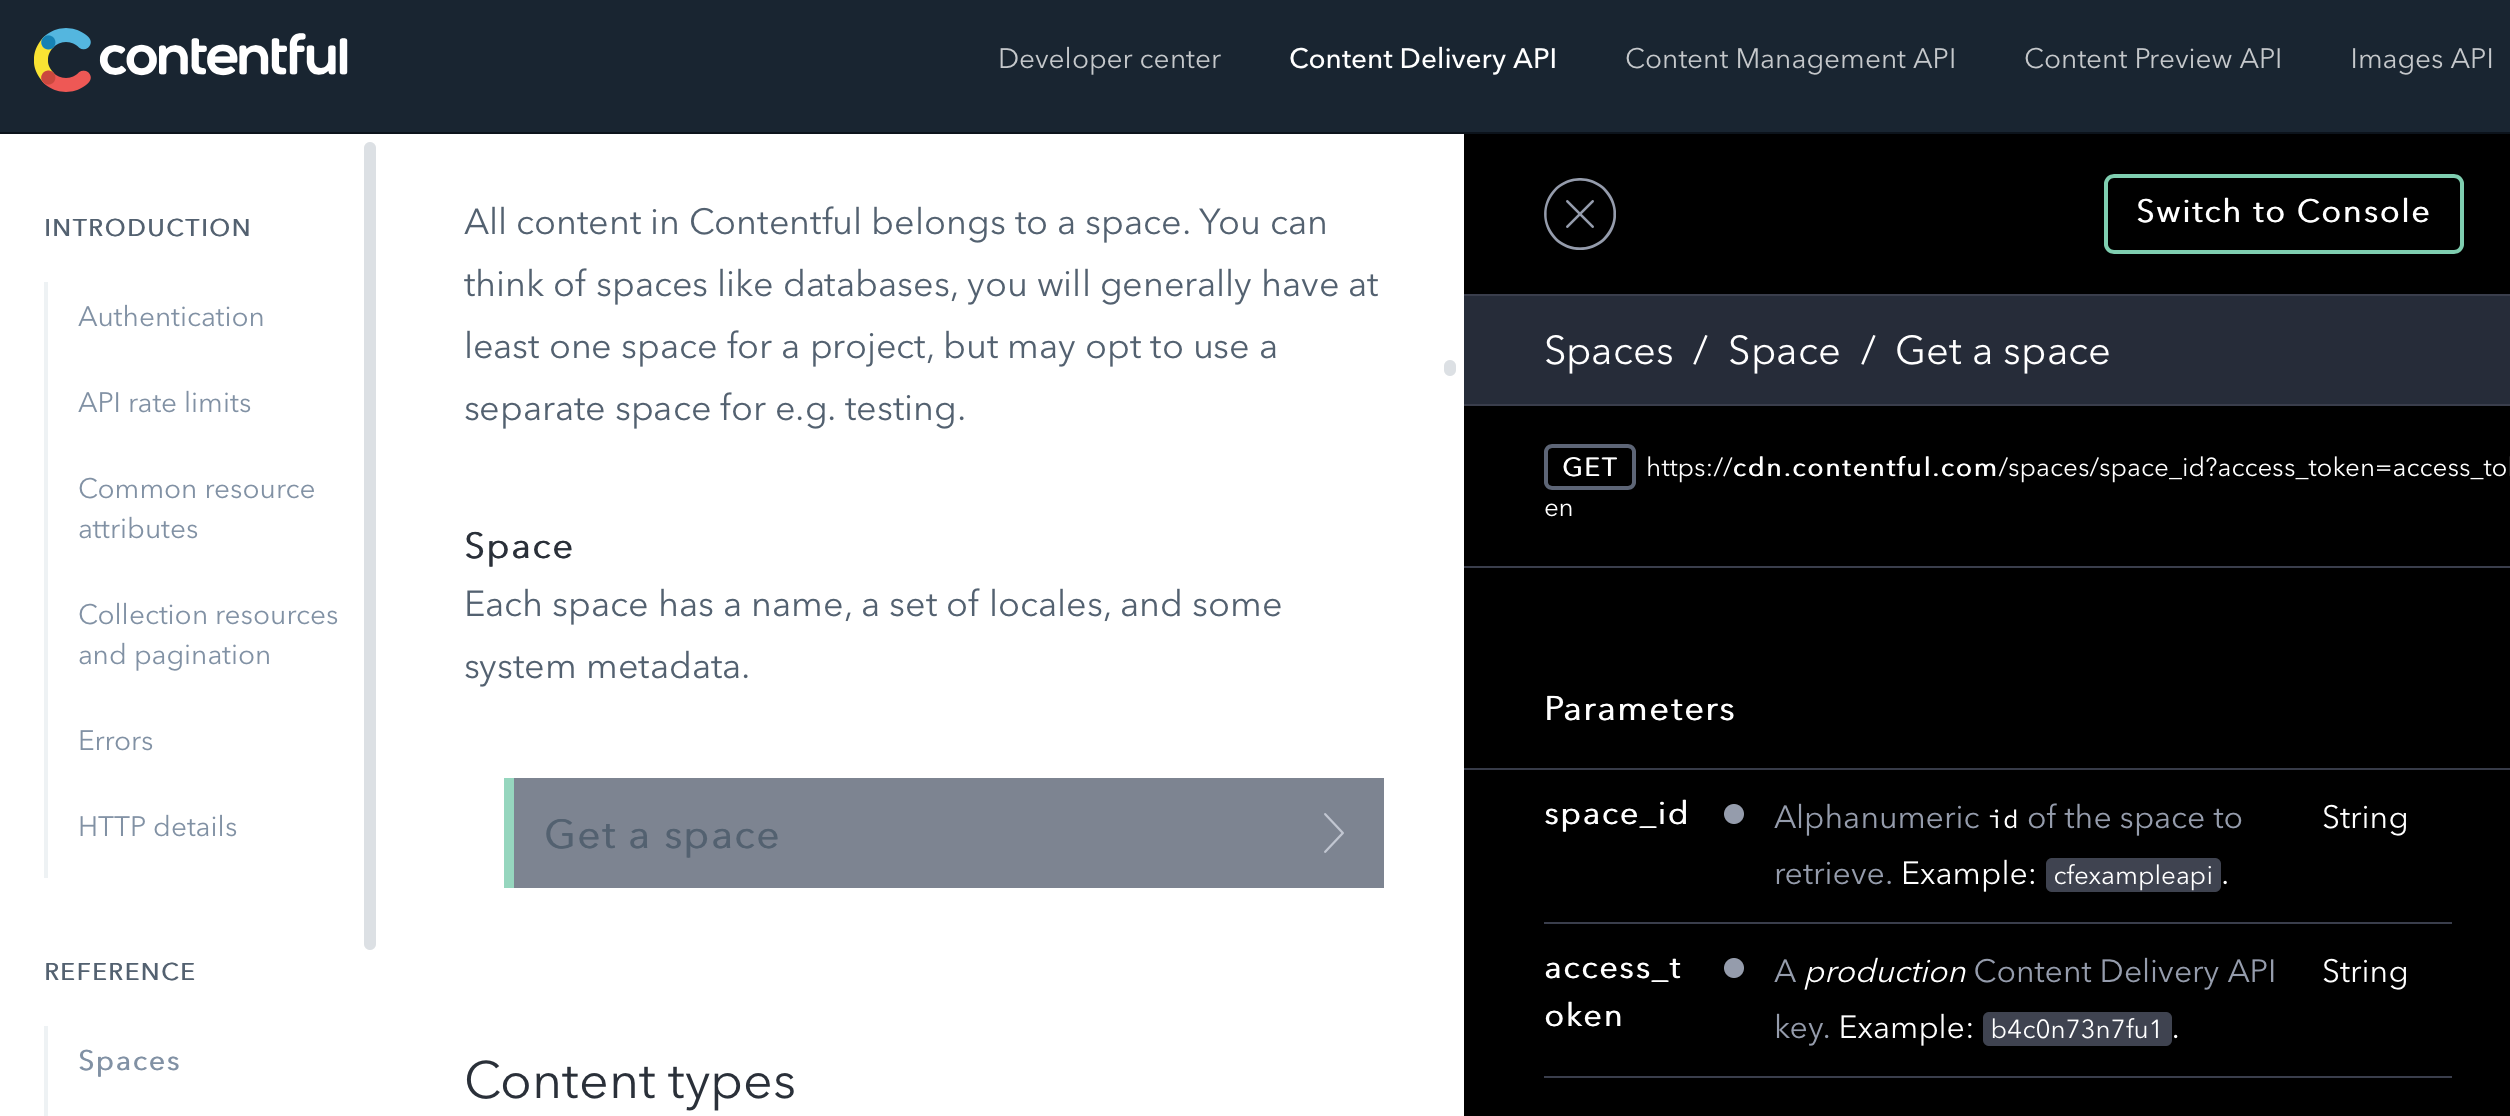 contentful
Developer center
Content Delivery API
Content Management API
Content Preview API
Images API
INTRODUCTION
Authentication
API rate limits
Common resource
attributes
Collection resources
and pagination
Errors
HTTP details
REFERENCE
Spaces
All content in Contentful belongs to a space. You can
think of spaces like databases, you will generally have at
least one space for a project, but may opt to use a
separate space for e.g. testing.
Space
Each space has a name, a set of locales, and some
system metadata.
Get a space
Content types
Switch to Console
Spaces / Space / Get a space
GET https://cdn.contentful.com/spaces/space_id?access_token=access_to
en
Parameters
space_id
Alphanumeric id of the space to
retrieve. Example: cfexampleapi.
String
access_t
oken
A production Content Delivery API
key. Example: b4c0n73n7fu1.
String